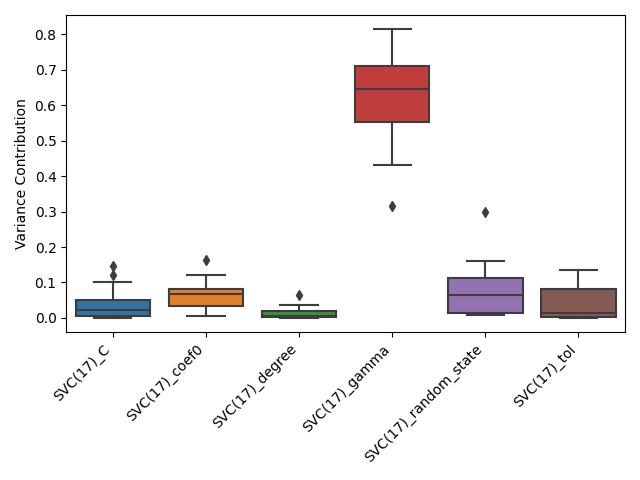 0.8
0.7
0.6
0.5
0.4
0.3
0.2
0.1
0.0
Variance Contribution
SVC(17)_C
SVC(17)_coef0
SVC(17)_degree
SVC(17)_gamma
SVC(17)_random_state
SVC(17)_tol